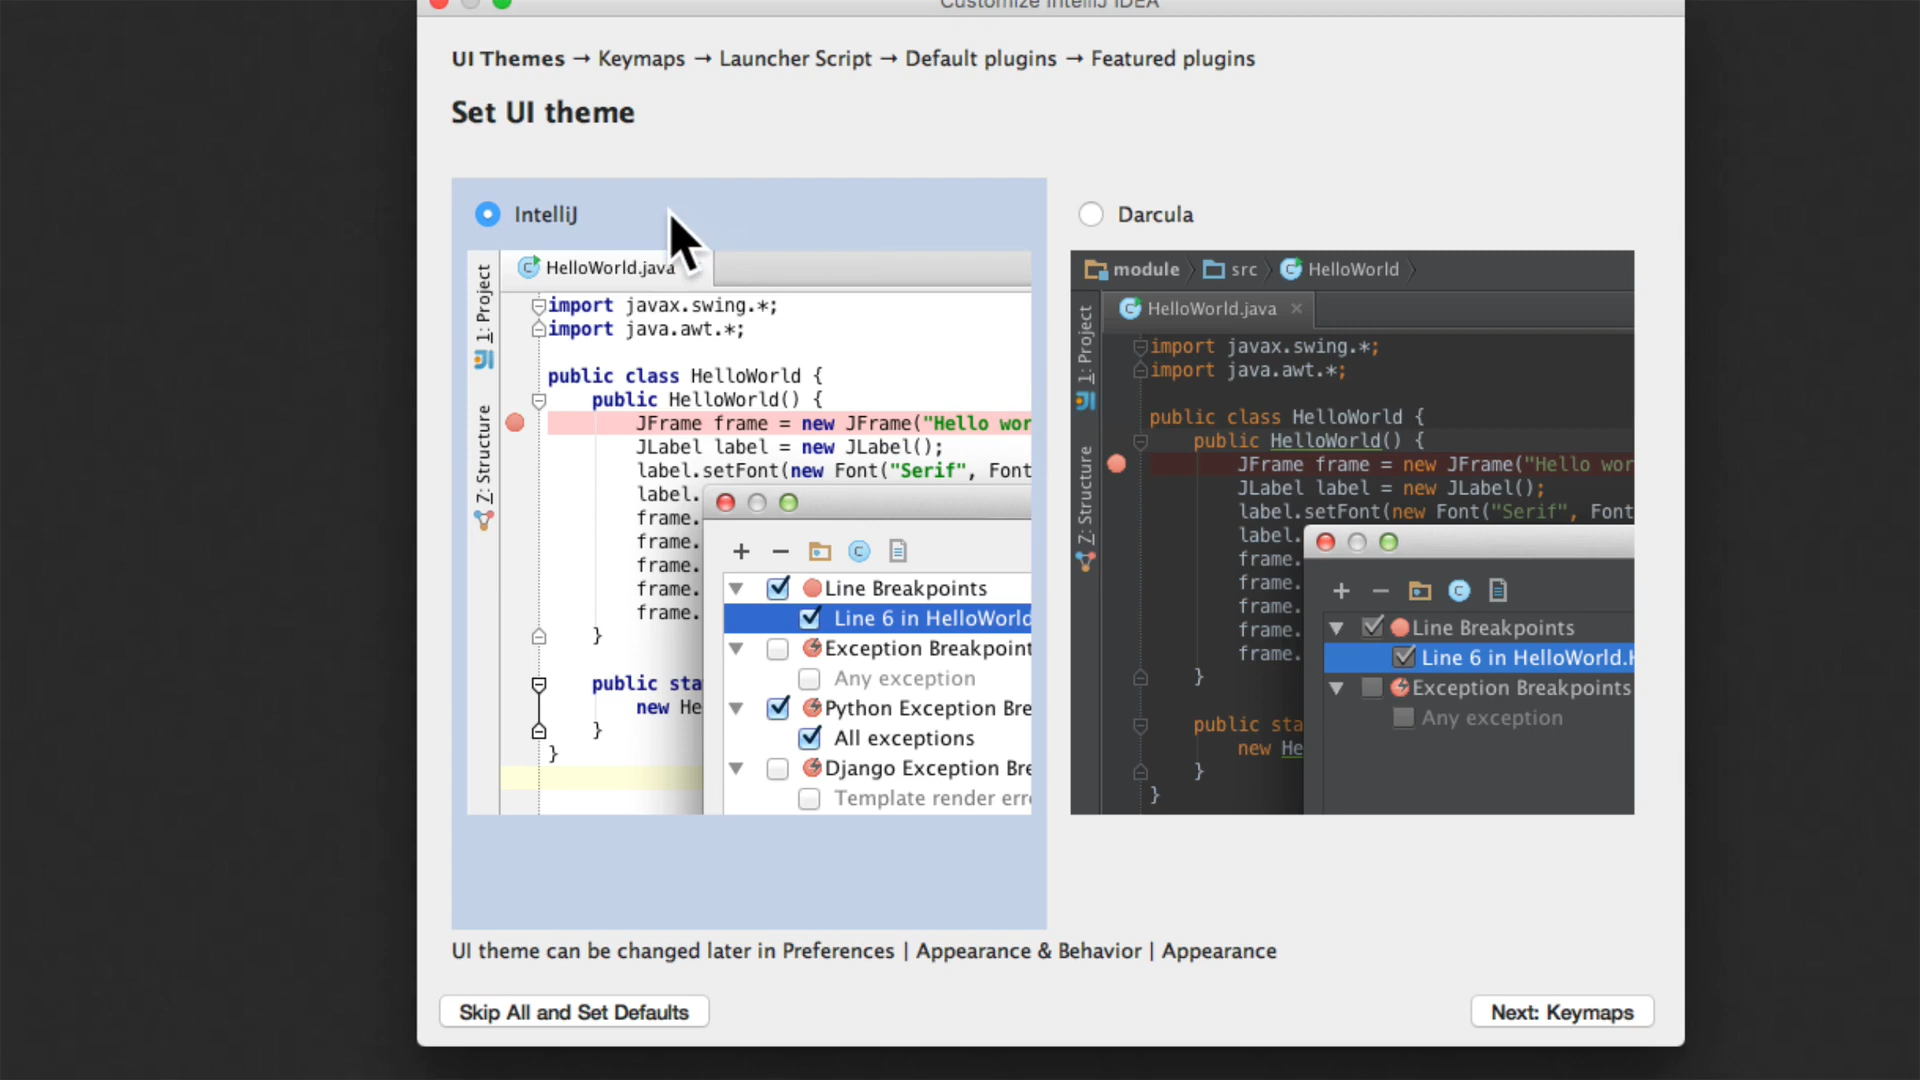 Customize IntelliJ IDEA
UI Themes → Keymaps → Launcher Script → Default plugins → Featured plugins
Set UI theme
IntelliJ
HelloWorld.java
1: Project
7: Structure
import javax.swing.*;
import java.awt.*;
public class HelloWorld {
public HelloWorld() {
JFrame frame = new JFrame("Hello wor
JLabel label = new JLabel();
label.setFont(new Font("Serif", Font
label.
frame.
frame.
frame.
frame.
frame.
}
public sta
new He
}
}
Line Breakpoints
Line 6 in HelloWorld
Exception Breakpoint
Any exception
Python Exception Bre
All exceptions
Django Exception Bre
Template render erro
Darcula
module src HelloWorld
HelloWorld.java
1: Project
7: Structure
import javax.swing.*;
import java.awt.*;
public class HelloWorld {
public HelloWorld() {
JFrame frame = new JFrame("Hello wor
JLabel label = new JLabel();
label.setFont(new Font("Serif", Font
label.
frame.
frame.
frame.
frame.
frame.
}
public sta
new He
}
}
Line Breakpoints
Line 6 in HelloWorld.H
Exception Breakpoints
Any exception
UI theme can be changed later in Preferences | Appearance & Behavior | Appearance
Skip All and Set Defaults
Next: Keymaps